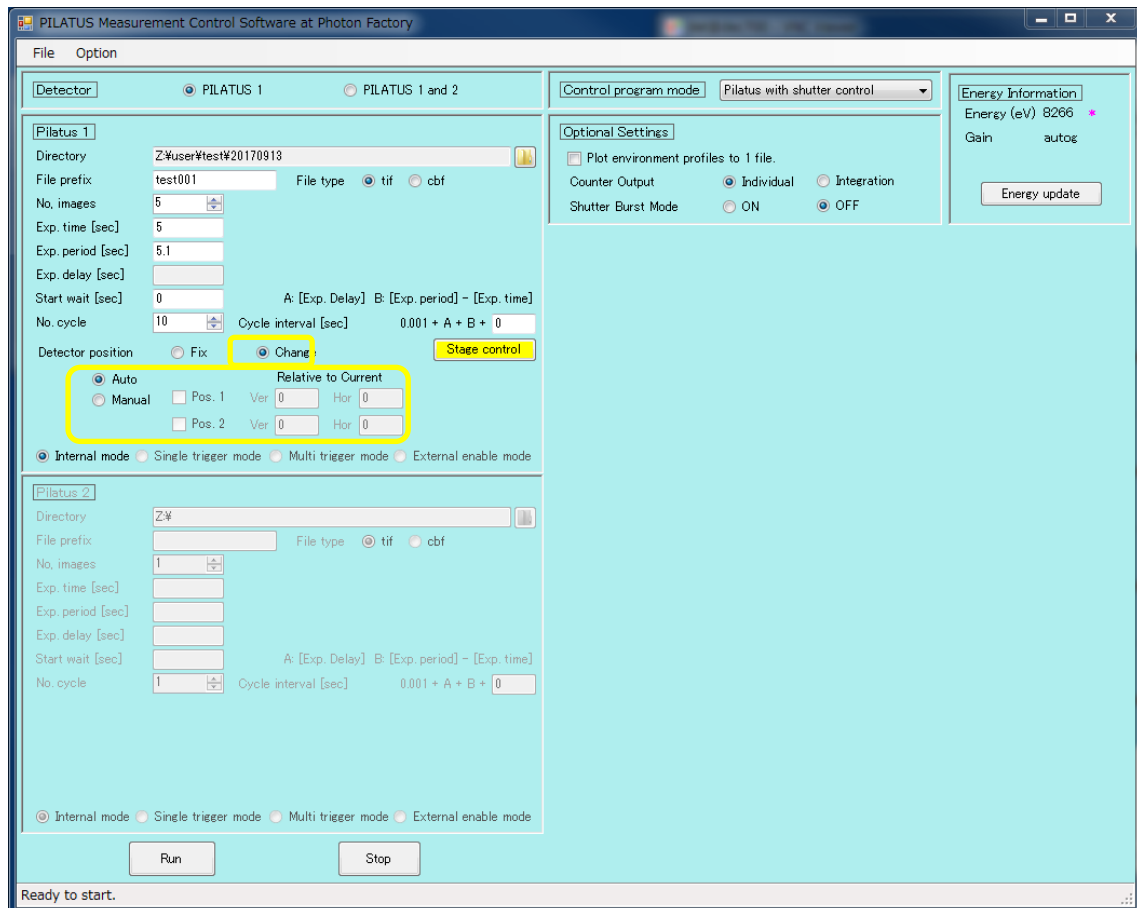 PILATUS Measurement Control Software at Photon Factory
File Option
Detector PILATUS 1 PILATUS 1 and 2
Control program mode Pilatus with shutter control
Energy Information
Energy (eV) 8266 *
Gain autog
Energy update
Optional Settings
Plot environment profiles to 1 file.
Counter Output Individual Integration
Shutter Burst Mode ON OFF
Pilatus 1
Directory Z:¥user¥test¥20170913
File prefix test001 File type tif cbf
No, images 5
Exp. time [sec] 5
Exp. period [sec] 5.1
Exp. delay [sec]
Start wait [sec] 0 A: [Exp. Delay] B: [Exp. period] - [Exp. time]
No. cycle 10 Cycle interval [sec] 0.001 + A + B + 0
Detector position Fix Change Stage control
Auto Relative to Current
Manual Pos. 1 Ver 0 Hor 0
Pos. 2 Ver 0 Hor 0
Internal mode Single trigger mode Multi trigger mode External enable mode
Pilatus 2
Directory Z:¥
File prefix File type tif cbf
No, images 1
Exp. time [sec]
Exp. period [sec]
Exp. delay [sec]
Start wait [sec] A: [Exp. Delay] B: [Exp. period] - [Exp. time]
No. cycle 1 Cycle interval [sec] 0.001 + A + B + 0
Internal mode Single trigger mode Multi trigger mode External enable mode
Run Stop
Ready to start.